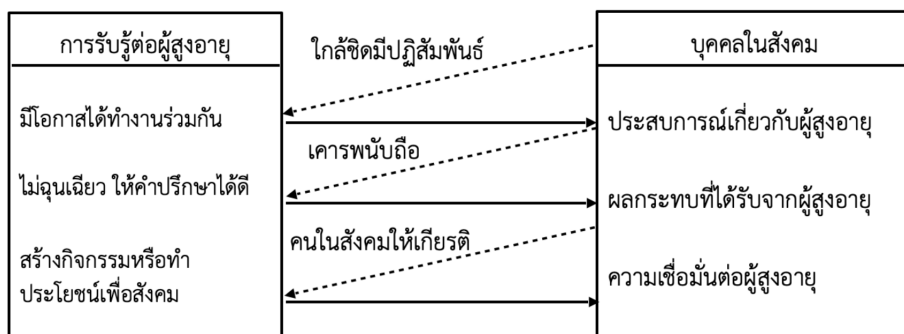 การรับรู้ต่อผู้สูงอายุ
มีโอกาสได้ทำงานร่วมกัน
ไม่ฉุนเฉียว ให้คำปรึกษาได้ดี
สร้างกิจกรรมหรือทำ
ประโยชน์เพื่อสังคม
ใกล้ชิดมีปฏิสัมพันธ์
เคารพนับถือ
คนในสังคมให้เกียรติ
บุคคลในสังคม
ประสบการณ์เกี่ยวกับผู้สูงอายุ
ผลกระทบที่ได้รับจากผู้สูงอายุ
ความเชื่อมั่นต่อผู้สูงอายุ